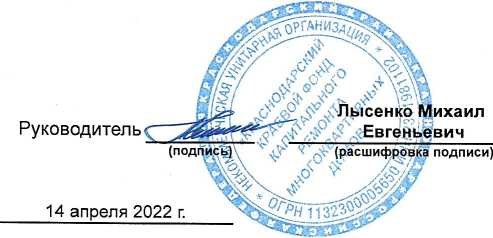 Руководитель
Лысенко Михаил
Евгеньевич
(подпись)
(расшифровка подписи)
14 апреля 2022 г.
УНИТАРНАЯ ОРГАНИЗАЦИЯ
КРАСНОДАРСКИЙ
КРАЕВОЙ ФОНД
КАПИТАЛЬНОГО
РЕМОНТА
МНОГОКВАРТИРНЫХ
ДОМОВ
* ОГРН 1132300005650